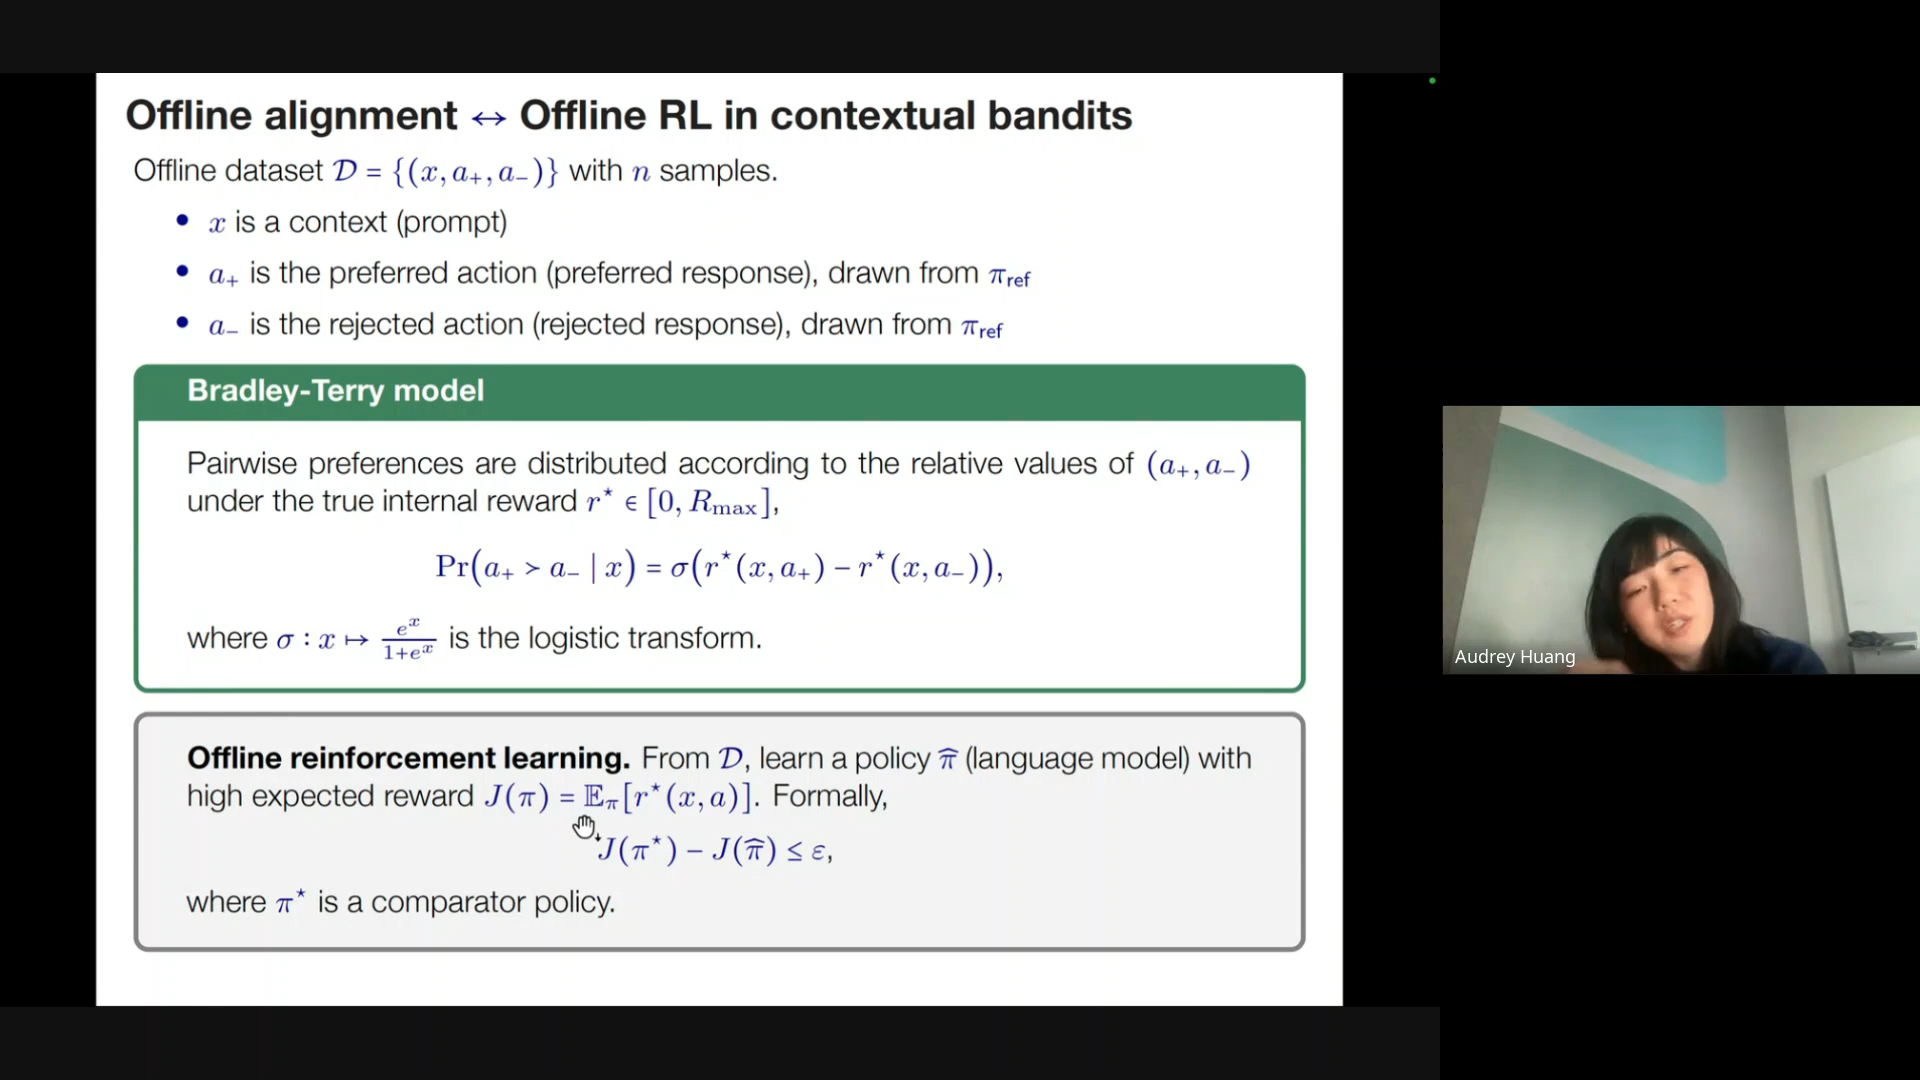 Offline alignment ↔ Offline RL in contextual bandits
Offline dataset 𝒟 = {(x, a₊, a₋)} with n samples.
• x is a context (prompt)
• a₊ is the preferred action (preferred response), drawn from π_ref
• a₋ is the rejected action (rejected response), drawn from π_ref
Bradley-Terry model
Pairwise preferences are distributed according to the relative values of (a₊, a₋)
under the true internal reward r* ∈ [0, R_max],
Pr(a₊ > a₋ | x) = σ(r*(x, a₊) − r*(x, a₋)),
where σ : x ↦ e^x/(1+e^x) is the logistic transform.
Offline reinforcement learning. From 𝒟, learn a policy π̂ (language model) with
high expected reward J(π) = 𝔼_π[r*(x, a)]. Formally,
J(π*) − J(π̂) ≤ ε,
where π* is a comparator policy.
Audrey Huang